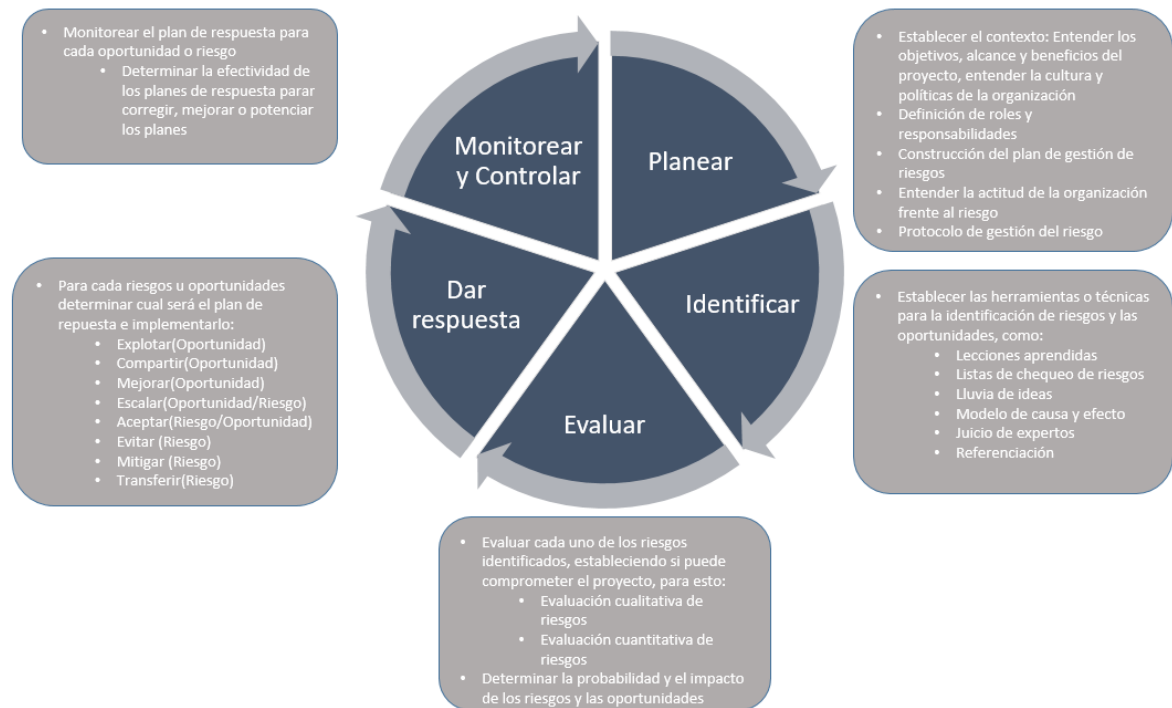 • Monitorear el plan de respuesta para
cada oportunidad o riesgo
• Determinar la efectividad de
los planes de respuesta parar
corregir, mejorar o potenciar
los planes
Monitorear
y Controlar
Planear
• Establecer el contexto: Entender los
objetivos, alcance y beneficios del
proyecto, entender la cultura y
políticas de la organización
• Definición de roles y
responsabilidades
• Construcción del plan de gestión de
riesgos
• Entender la actitud de la organización
frente al riesgo
• Protocolo de gestión del riesgo
• Para cada riesgos u oportunidades
determinar cual será el plan de
repuesta e implementarlo:
• Explotar(Oportunidad)
• Compartir(Oportunidad)
• Mejorar(Oportunidad)
• Escalar(Oportunidad/Riesgo)
• Aceptar(Riesgo/Oportunidad)
• Evitar (Riesgo)
• Mitigar (Riesgo)
• Transferir(Riesgo)
Dar
respuesta
Identificar
• Establecer las herramientas o técnicas
para la identificación de riesgos y las
oportunidades, como:
• Lecciones aprendidas
• Listas de chequeo de riesgos
• Lluvia de ideas
• Modelo de causa y efecto
• Juicio de expertos
• Referenciación
Evaluar
• Evaluar cada uno de los riesgos
identificados, estableciendo si puede
comprometer el proyecto, para esto:
• Evaluación cualitativa de
riesgos
• Evaluación cuantitativa de
riesgos
• Determinar la probabilidad y el impacto
de los riesgos y las oportunidades